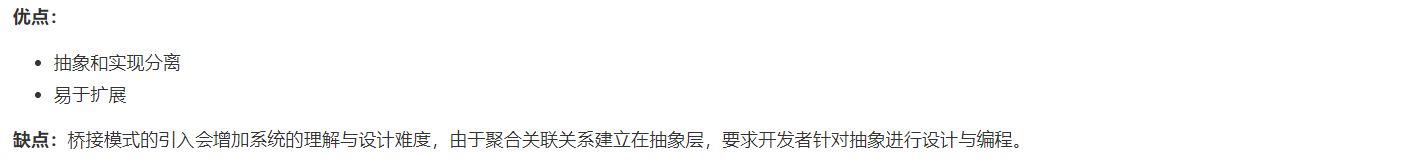 优点：
抽象和实现分离
易于扩展
缺点：桥接模式的引入会增加系统的理解与设计难度，由于聚合关联关系建立在抽象层，要求开发者针对抽象进行设计与编程。